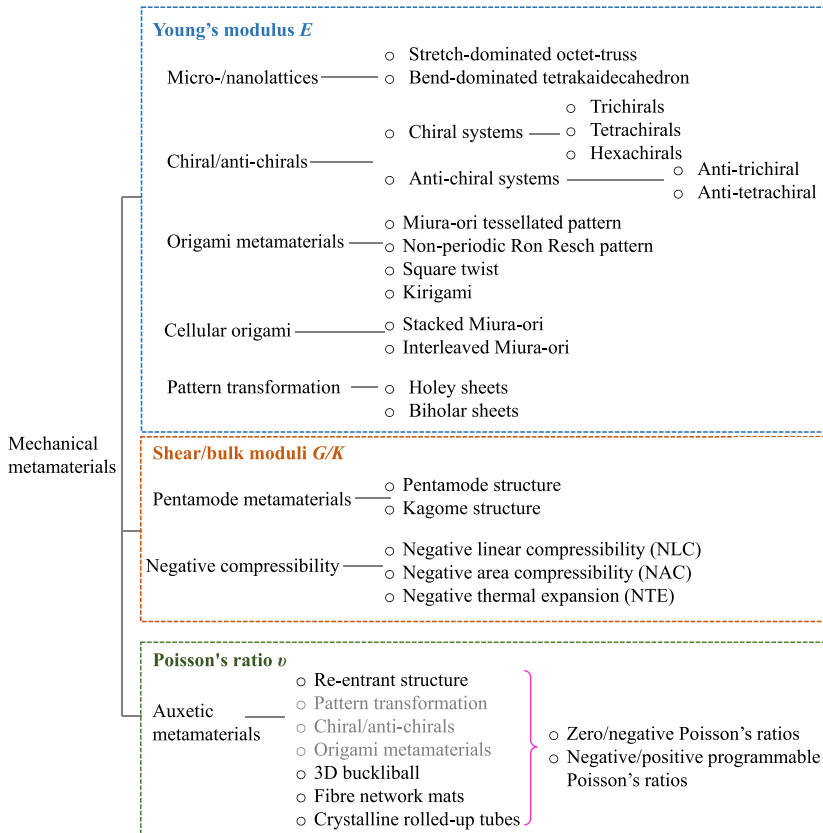 Young's modulus E
Micro-/nanolattices
○ Stretch-dominated octet-truss
○ Bend-dominated tetrakaidecahedron
Chiral/anti-chirals
○ Chiral systems
○ Trichirals
○ Tetrachirals
○ Hexachirals
○ Anti-chiral systems
○ Anti-trichiral
○ Anti-tetrachiral
Origami metamaterials
○ Miura-ori tessellated pattern
○ Non-periodic Ron Resch pattern
○ Square twist
○ Kirigami
Cellular origami
○ Stacked Miura-ori
○ Interleaved Miura-ori
Pattern transformation
○ Holey sheets
○ Biholar sheets
Mechanical
metamaterials
Shear/bulk moduli G/K
Pentamode metamaterials
○ Pentamode structure
○ Kagome structure
Negative compressibility
○ Negative linear compressibility (NLC)
○ Negative area compressibility (NAC)
○ Negative thermal expansion (NTE)
Poisson's ratio υ
Auxetic
metamaterials
○ Re-entrant structure
○ Pattern transformation
○ Chiral/anti-chirals
○ Origami metamaterials
○ 3D buckliball
○ Fibre network mats
○ Crystalline rolled-up tubes
○ Zero/negative Poisson's ratios
○ Negative/positive programmable
Poisson's ratios